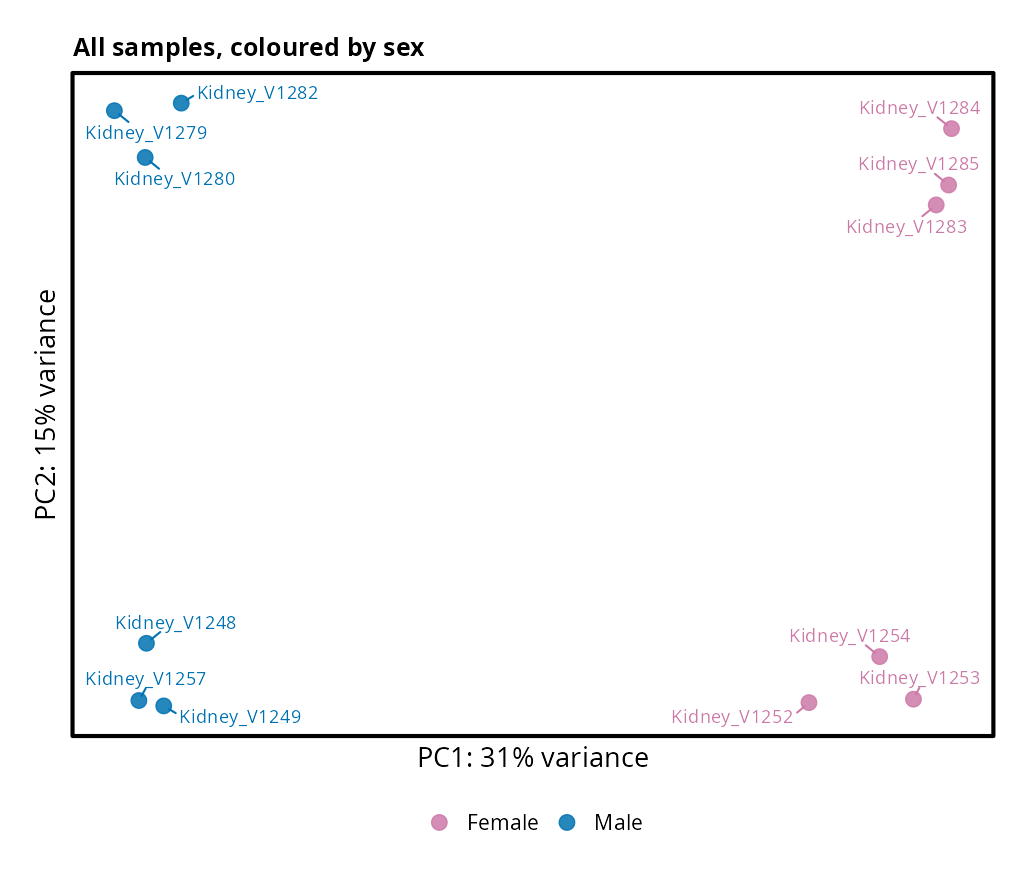 All samples, coloured by sex
Kidney_V1282
Kidney_V1279
Kidney_V1280
Kidney_V1284
Kidney_V1285
Kidney_V1283
PC2: 15% variance
Kidney_V1248
Kidney_V1257
Kidney_V1249
Kidney_V1254
Kidney_V1253
Kidney_V1252
PC1: 31% variance
Female
Male